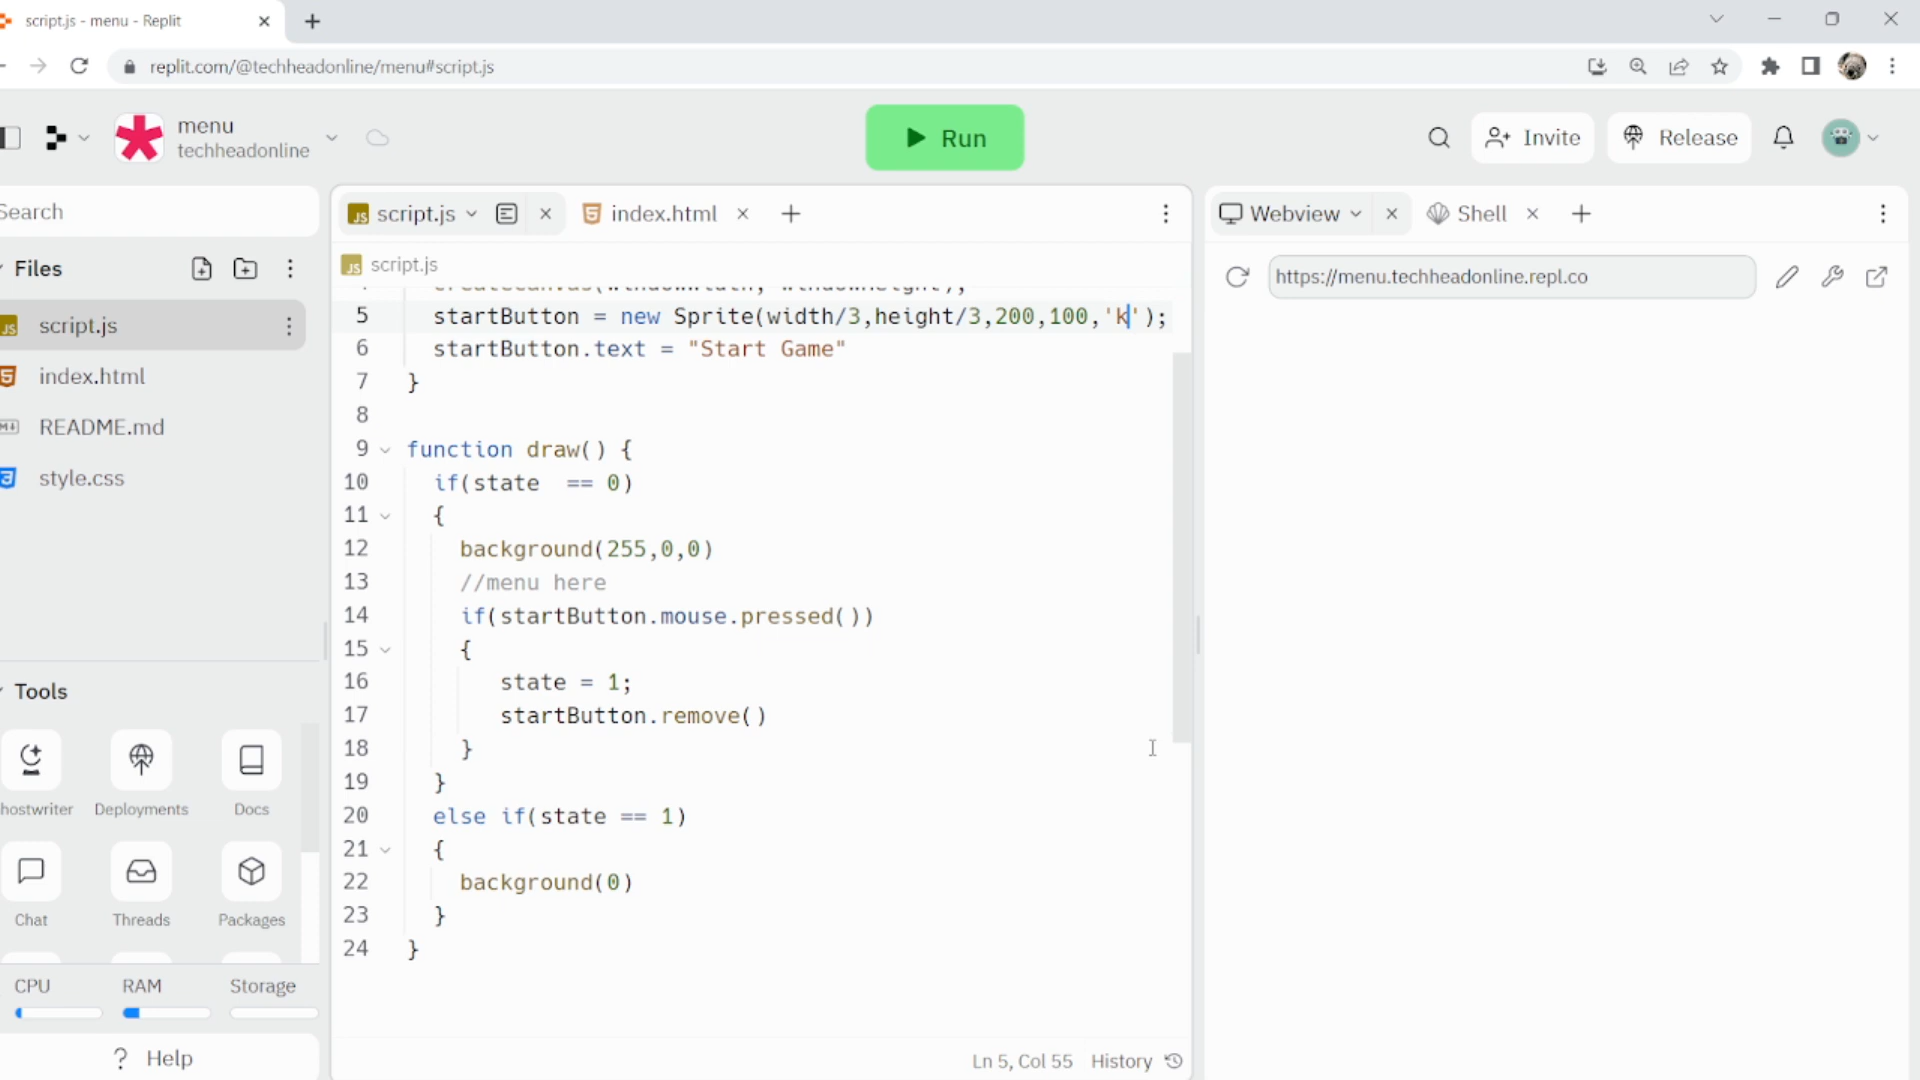 script.js - menu - Replit
replit.com/@techheadonline/menu#script.js
menu
techheadonline
Run
Invite
Release
Search
Files
script.js
index.html
README.md
style.css
Tools
hostwriter
Deployments
Docs
Chat
Threads
Packages
CPU
RAM
Storage
? Help
script.js
index.html
script.js
createCanvas(windowWidth, windowHeight);
5 startButton = new Sprite(width/3,height/3,200,100,'k');
6 startButton.text = "Start Game"
7 }
8
9 function draw() {
10 if(state  == 0)
11 {
12 background(255,0,0)
13 //menu here
14 if(startButton.mouse.pressed())
15 {
16 state = 1;
17 startButton.remove()
18 }
19 }
20 else if(state == 1)
21 {
22 background(0)
23 }
24 }
Ln 5, Col 55 History
Webview
Shell
https://menu.techheadonline.repl.co